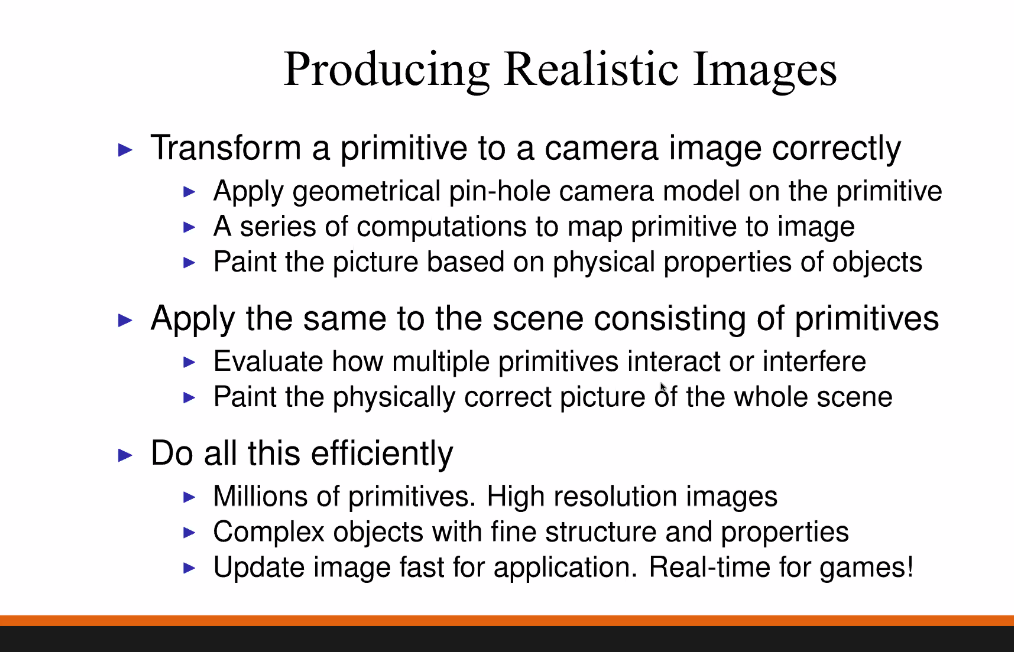 Producing Realistic Images
Transform a primitive to a camera image correctly
Apply geometrical pin-hole camera model on the primitive
A series of computations to map primitive to image
Paint the picture based on physical properties of objects
Apply the same to the scene consisting of primitives
Evaluate how multiple primitives interact or interfere
Paint the physically correct picture of the whole scene
Do all this efficiently
Millions of primitives. High resolution images
Complex objects with fine structure and properties
Update image fast for application. Real-time for games!